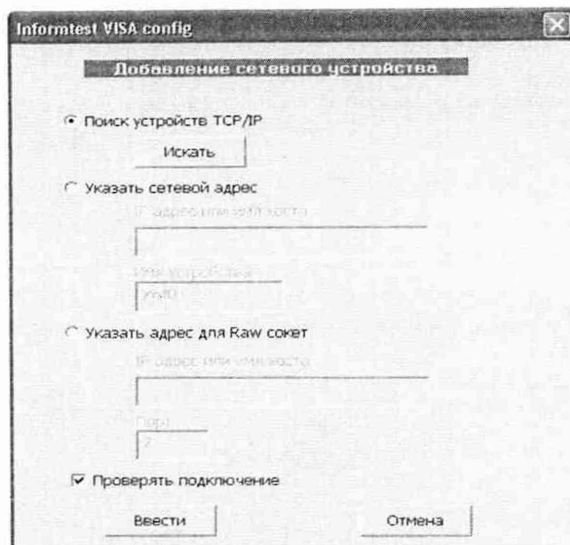 Informtest VISA config
Добавление сетевого устройства
Поиск устройств TCP/IP
Искать
Указать сетевой адрес
IP адрес или имя хоста
Имя устройства
Указать адрес для Raw сокет
IP адрес или имя хоста
Порт
Проверять подключение
Ввести
Отмена